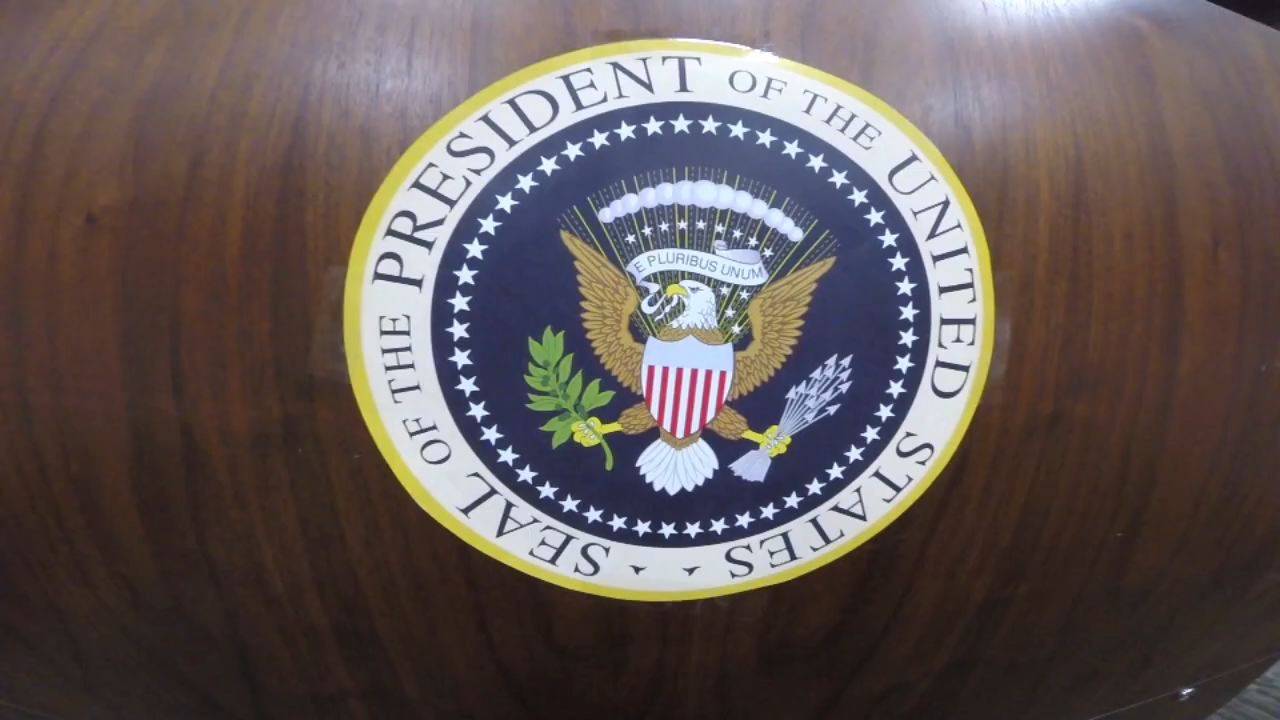 SEAL OF THE PRESIDENT OF THE UNITED STATES
E PLURIBUS UNUM